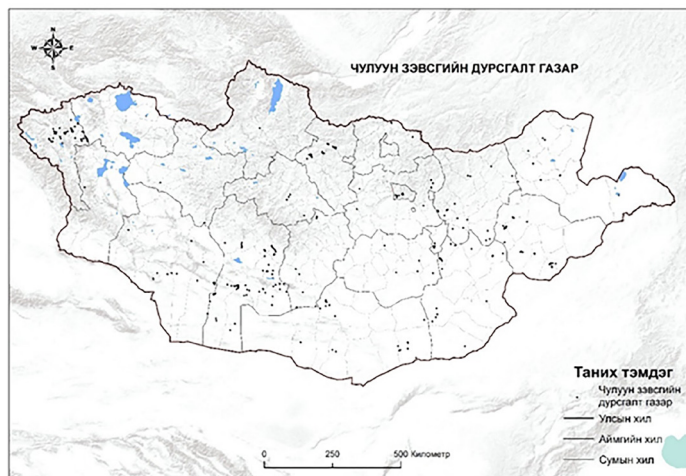 N
W E
S
ЧУЛУУН ЗЭВСГИЙН ДУРСГАЛТ ГАЗАР
Таних тэмдэг
Чулуун зэвсгийн
дурсгалт газар
Улсын хил
Аймгийн хил
Сумын хил
0 250 500 Километр